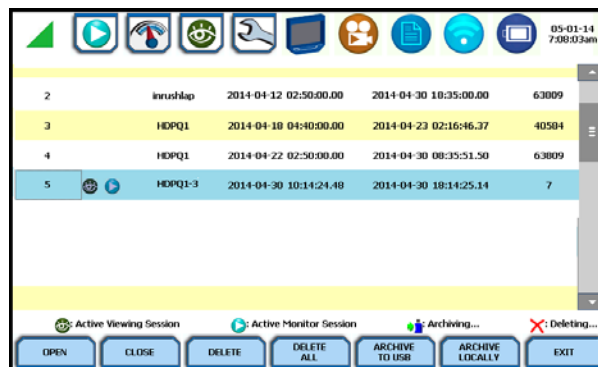 05-01-14
7:08:03am
2 inrushlap 2014-04-12 02:50:00.00 2014-04-30 18:35:00.00 63809
3 HDPQ1 2014-04-18 04:40:00.00 2014-04-23 02:16:46.37 40584
4 HDPQ1 2014-04-22 02:50:00.00 2014-04-30 08:35:51.50 63809
5 HDPQ1-3 2014-04-30 10:14:24.48 2014-04-30 18:14:25.14 7
: Active Viewing Session : Active Monitor Session : Archiving... : Deleting...
OPEN CLOSE DELETE DELETE ALL ARCHIVE TO USB ARCHIVE LOCALLY EXIT